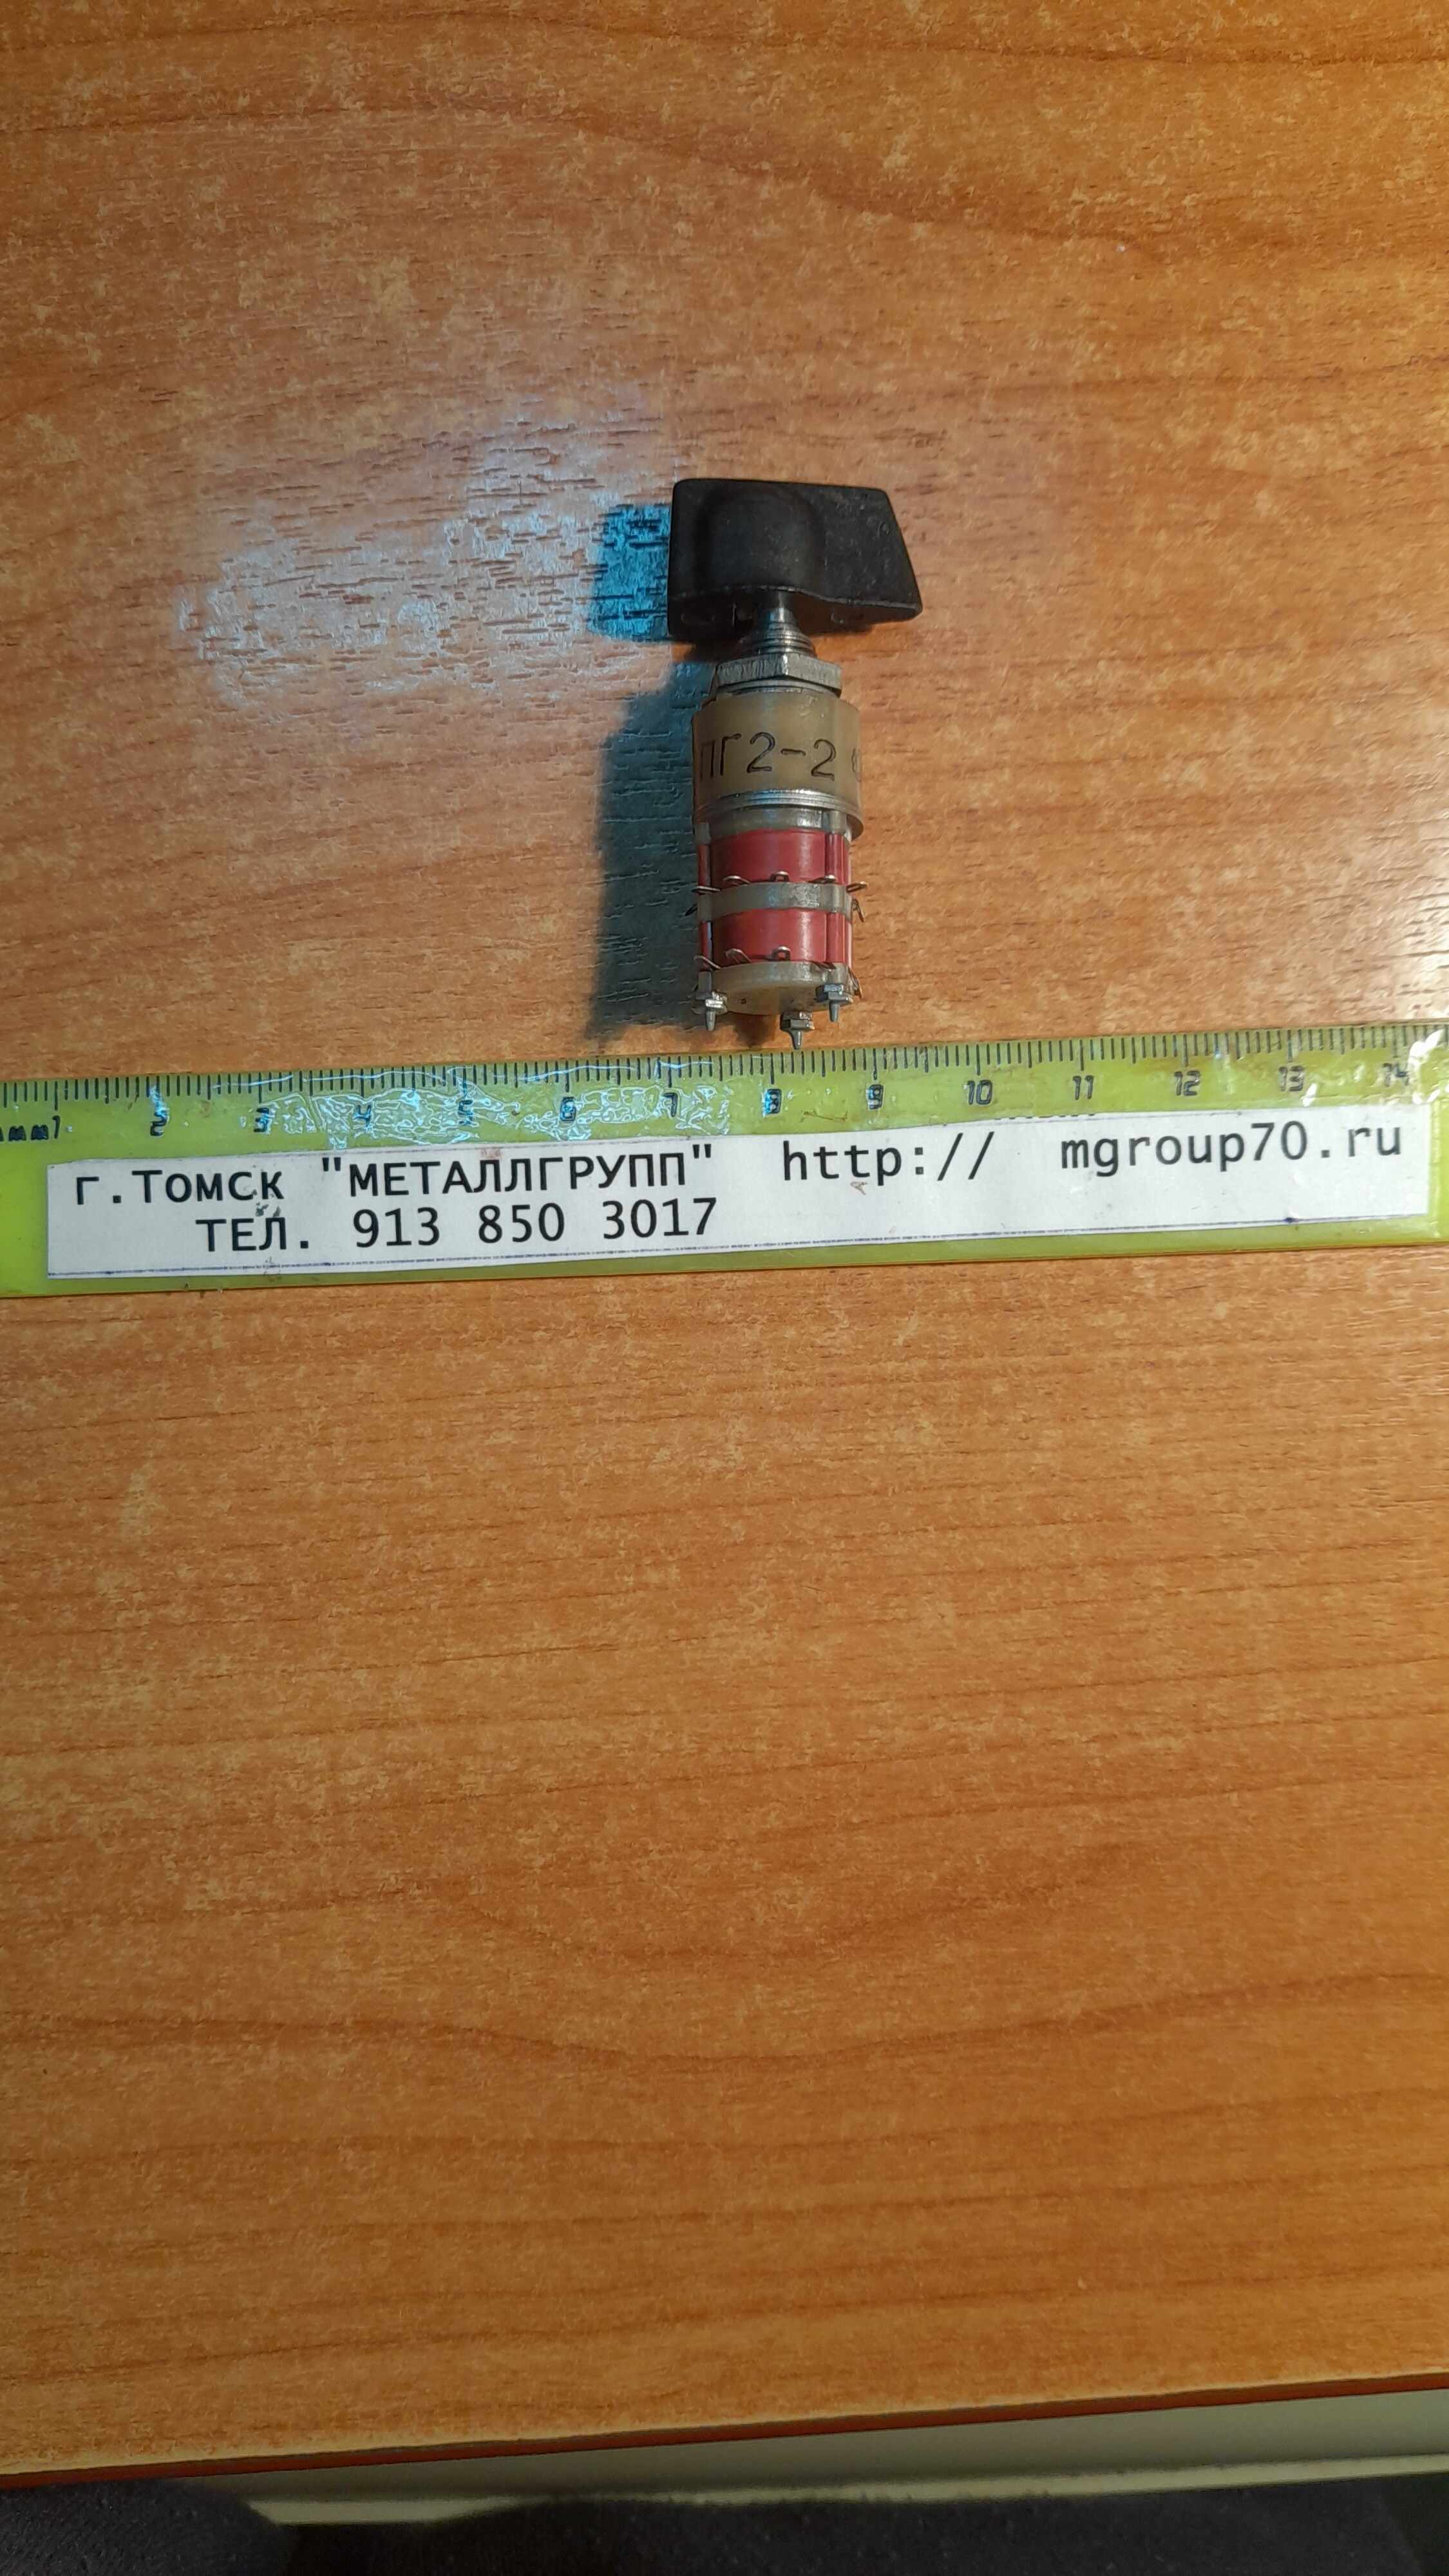 ПГ2-2
мм 1 2 3 4 5 6 7 8 9 10 11 12 13 14
г.Томск "МЕТАЛЛГРУПП" http:// mgroup70.ru
ТЕЛ. 913 850 3017